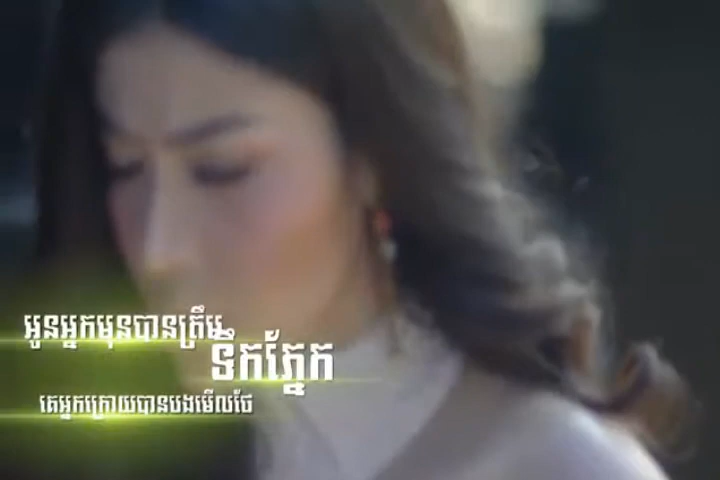 អូនអ្នកមុនបានត្រឹម
ទឹកភ្នែក
គេអ្នកក្រោយបានបងមើលថែ